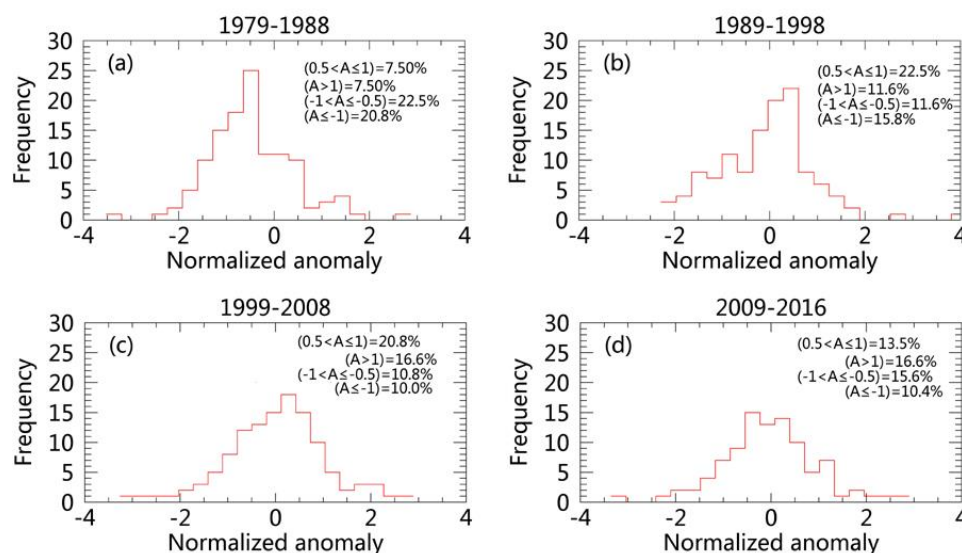 1979-1988
(a)
(0.5<A≤1)=7.50%
(A>1)=7.50%
(-1<A≤-0.5)=22.5%
(A≤-1)=20.8%
Frequency
30
25
20
15
10
5
0
-4 -2 0 2 4
Normalized anomaly
1989-1998
(b)
(0.5<A≤1)=22.5%
(A>1)=11.6%
(-1<A≤-0.5)=11.6%
(A≤-1)=15.8%
Frequency
30
25
20
15
10
5
0
-4 -2 0 2 4
Normalized anomaly
1999-2008
(c)
(0.5<A≤1)=20.8%
(A>1)=16.6%
(-1<A≤-0.5)=10.8%
(A≤-1)=10.0%
Frequency
30
25
20
15
10
5
0
-4 -2 0 2 4
Normalized anomaly
2009-2016
(d)
(0.5<A≤1)=13.5%
(A>1)=16.6%
(-1<A≤-0.5)=15.6%
(A≤-1)=10.4%
Frequency
30
25
20
15
10
5
0
-4 -2 0 2 4
Normalized anomaly